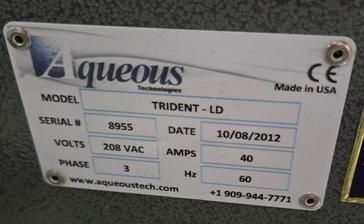 Aqueous
Technologies
CE
Made in USA
MODEL TRIDENT - LD
SERIAL # 8955 DATE 10/08/2012
VOLTS 208 VAC AMPS 40
PHASE 3 Hz 60
www.aqueoustech.com +1 909-944-7771